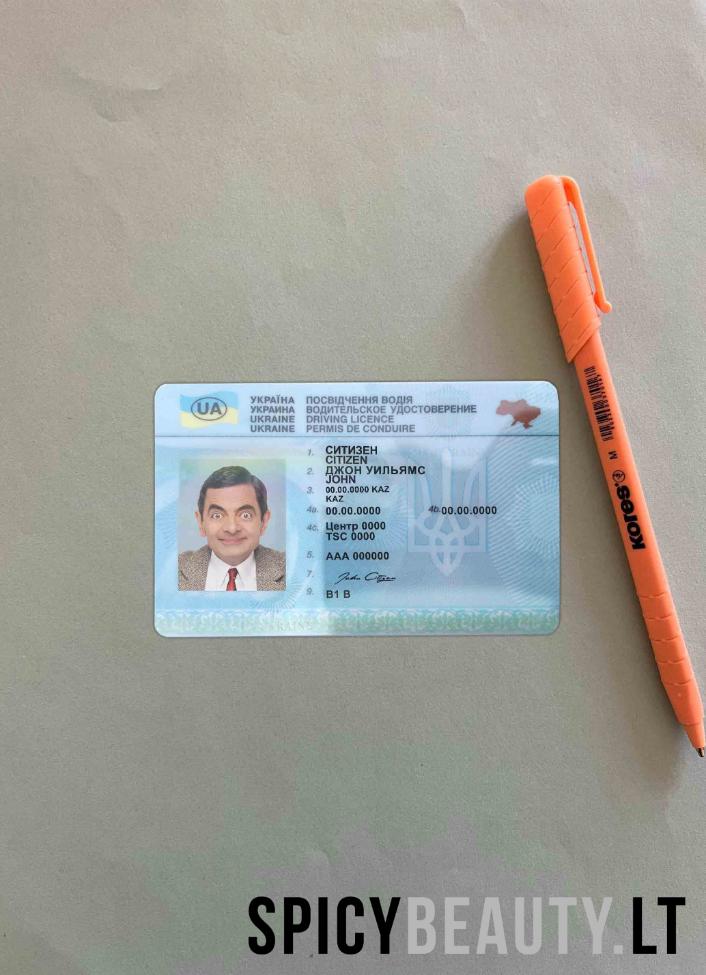 UA
УКРАЇНА ПОСВІДЧЕННЯ ВОДІЯ
УКРАИНА ВОДИТЕЛЬСКОЕ УДОСТОВЕРЕНИЕ
UKRAINE DRIVING LICENCE
UKRAINE PERMIS DE CONDUIRE
1. СИТИЗЕН
CITIZEN
2. ДЖОН УИЛЬЯМС
JOHN
3. 00.00.0000 KAZ
KAZ
4a. 00.00.0000 4b. 00.00.0000
4c. Центр 0000
TSC 0000
5. AAA 000000
7. John Citizen
9. B1 B
kores M
SPICYBEAUTY.LT